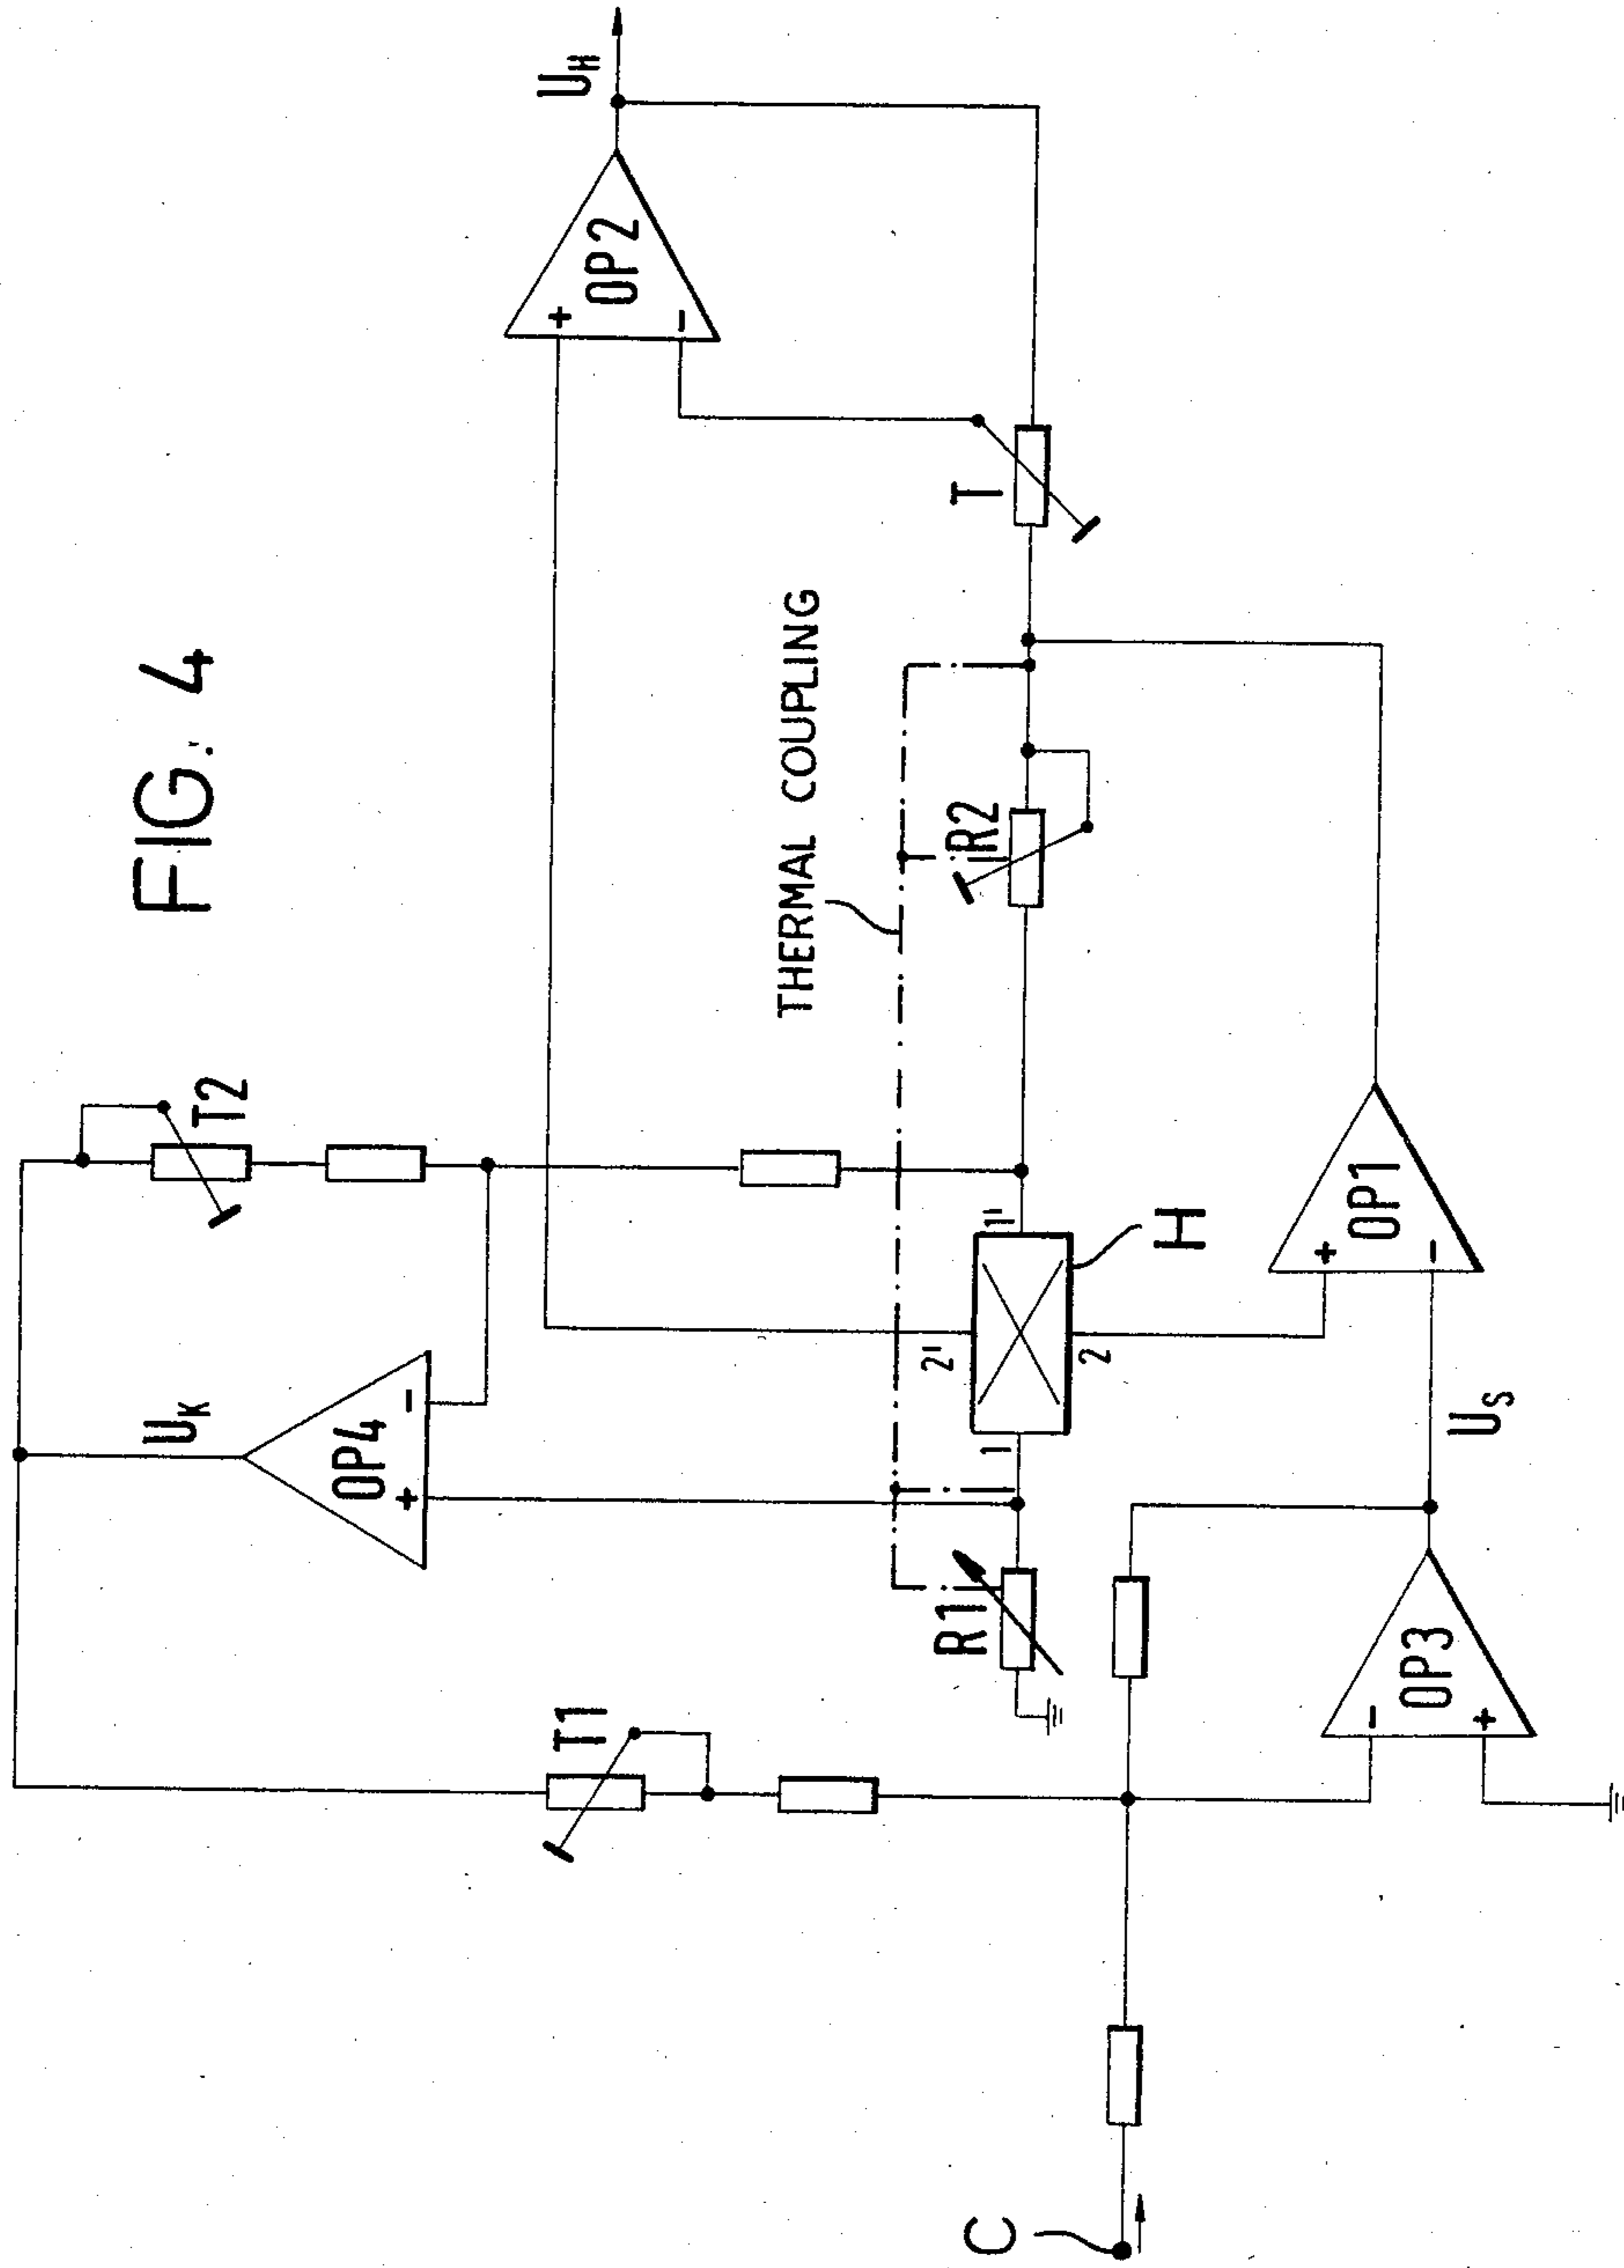 FIG. 4
U_H
OP2
+
-
T
THERMAL COUPLING
R2
T2
U_K
OP4
-
+
1'
2'
H
1
2
OP1
+
-
U_S
R1
T1
OP3
-
+
C